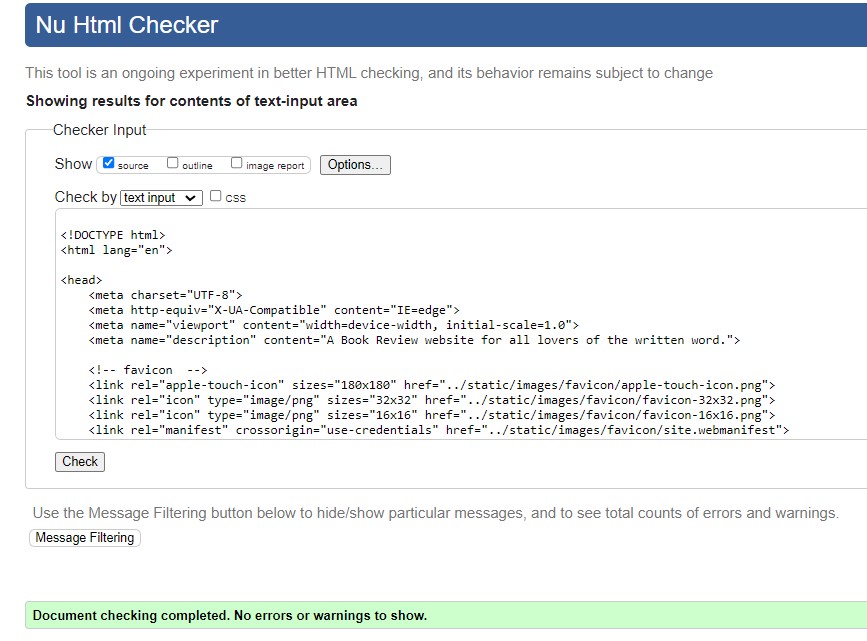 Nu Html Checker
This tool is an ongoing experiment in better HTML checking, and its behavior remains subject to change
Showing results for contents of text-input area
Checker Input
Show source outline image report Options...
Check by text input css
<!DOCTYPE html>
<html lang="en">
<head>
<meta charset="UTF-8">
<meta http-equiv="X-UA-Compatible" content="IE=edge">
<meta name="viewport" content="width=device-width, initial-scale=1.0">
<meta name="description" content="A Book Review website for all lovers of the written word.">
<!-- favicon  -->
<link rel="apple-touch-icon" sizes="180x180" href="../static/images/favicon/apple-touch-icon.png">
<link rel="icon" type="image/png" sizes="32x32" href="../static/images/favicon/favicon-32x32.png">
<link rel="icon" type="image/png" sizes="16x16" href="../static/images/favicon/favicon-16x16.png">
<link rel="manifest" crossorigin="use-credentials" href="../static/images/favicon/site.webmanifest">
Check
Use the Message Filtering button below to hide/show particular messages, and to see total counts of errors and warnings.
Message Filtering
Document checking completed. No errors or warnings to show.